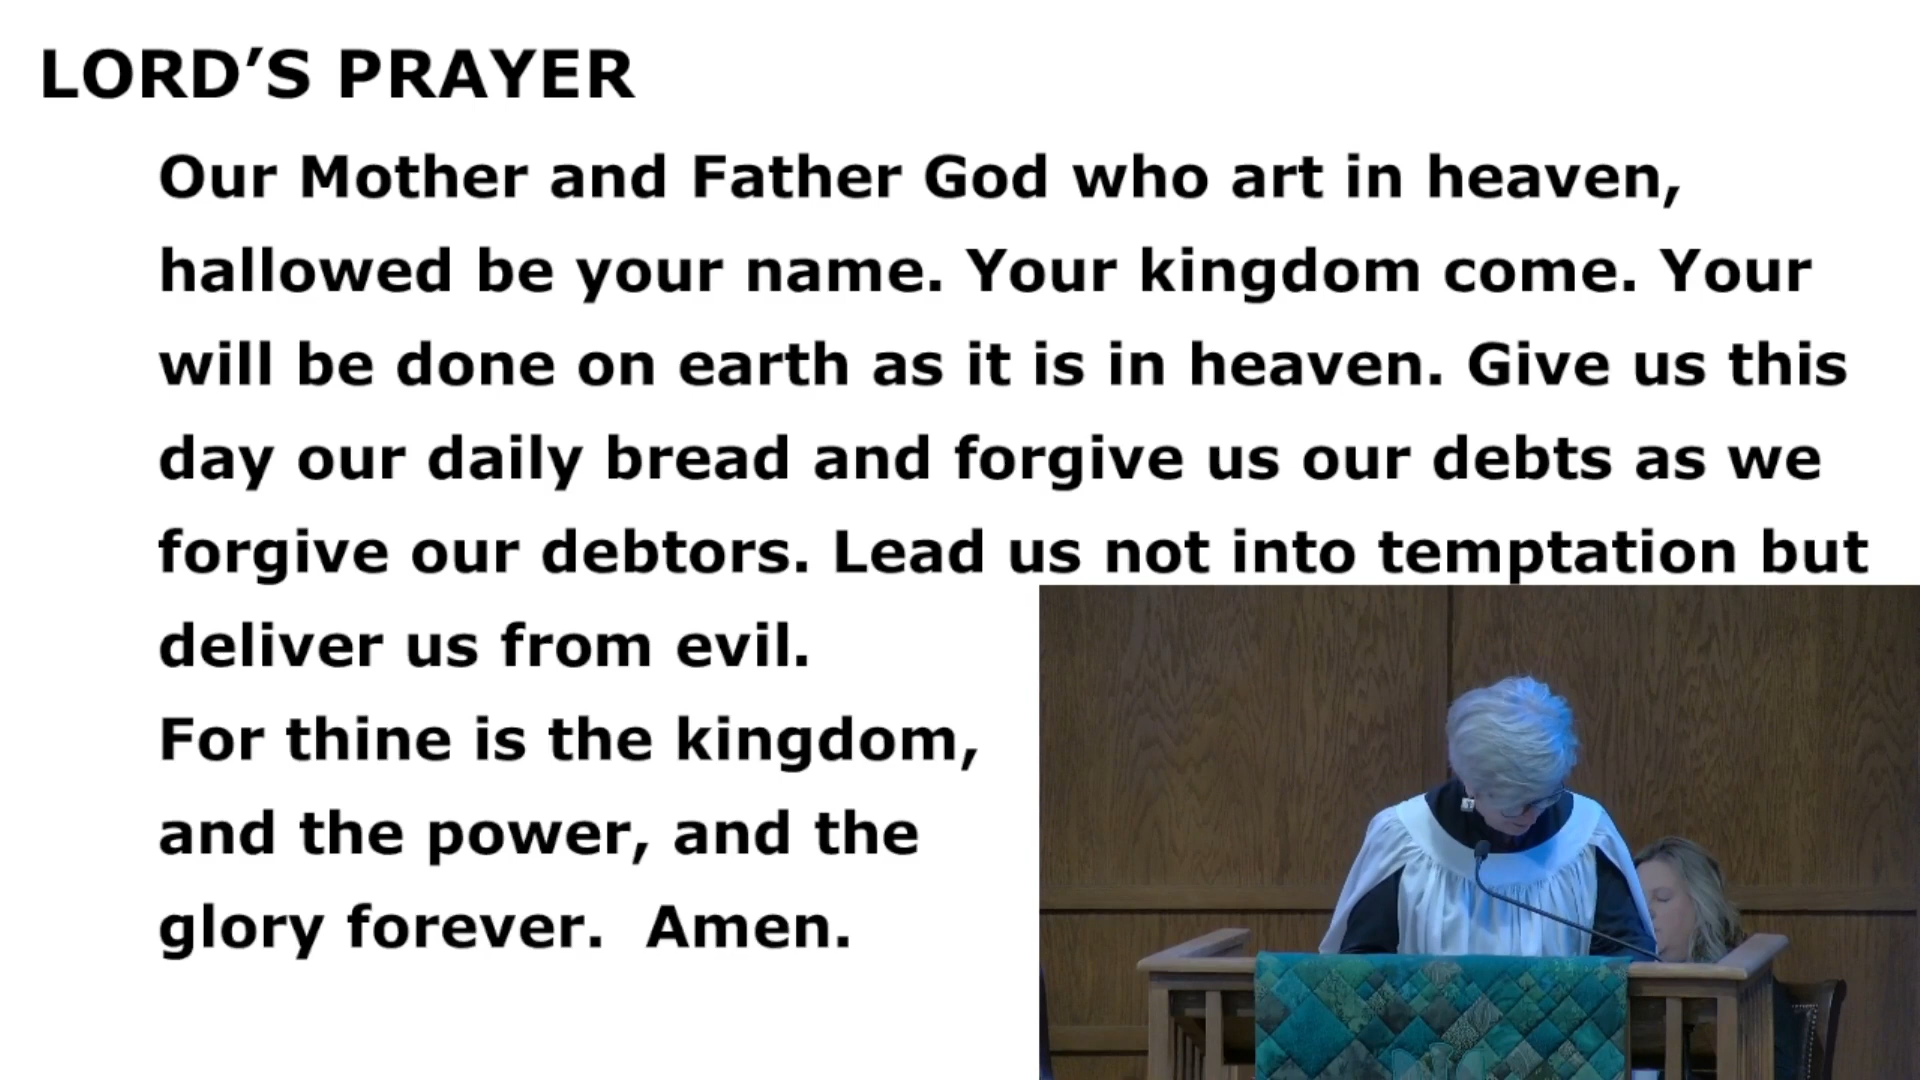 LORD’S PRAYER
Our Mother and Father God who art in heaven,
hallowed be your name. Your kingdom come. Your
will be done on earth as it is in heaven. Give us this
day our daily bread and forgive us our debts as we
forgive our debtors. Lead us not into temptation but
deliver us from evil.
For thine is the kingdom,
and the power, and the
glory forever.  Amen.